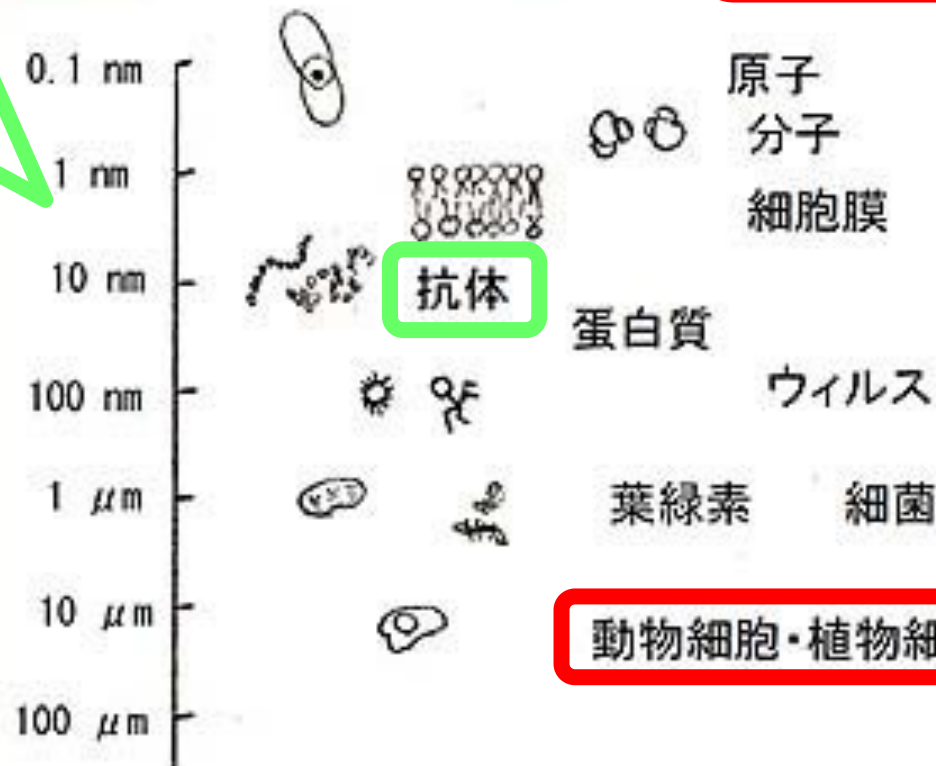 0.1 nm
原子
分子
1 nm
細胞膜
10 nm
抗体
蛋白質
100 nm
ウィルス
1 μm
葉緑素 細菌
10 μm
動物細胞・植物細
100 μm